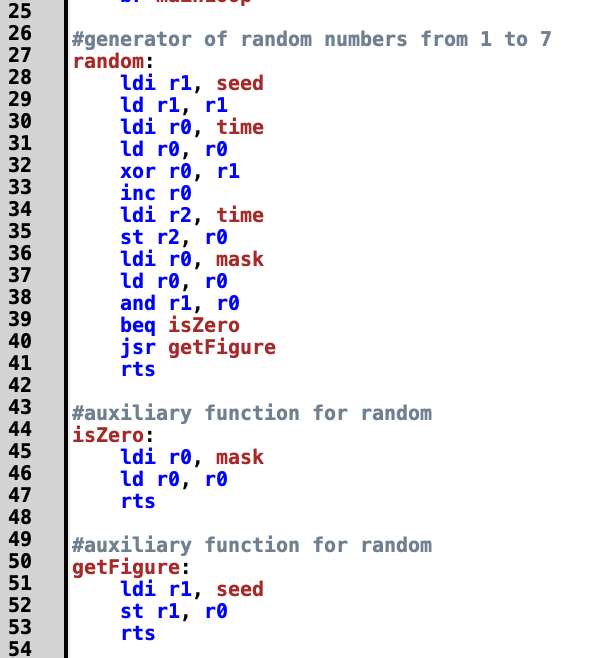 25
26 #generator of random numbers from 1 to 7
27 random:
28 ldi r1, seed
29 ld r1, r1
30 ldi r0, time
31 ld r0, r0
32 xor r0, r1
33 inc r0
34 ldi r2, time
35 st r2, r0
36 ldi r0, mask
37 ld r0, r0
38 and r1, r0
39 beq isZero
40 jsr getFigure
41 rts
42
43 #auxiliary function for random
44 isZero:
45 ldi r0, mask
46 ld r0, r0
47 rts
48
49 #auxiliary function for random
50 getFigure:
51 ldi r1, seed
52 st r1, r0
53 rts
54